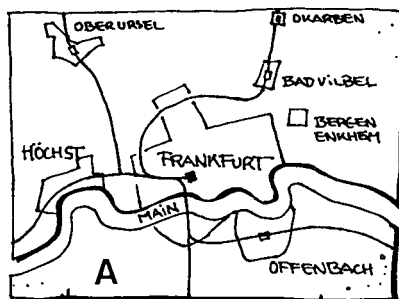 OBERURSEL
OKARBEN
BAD VILBEL
BERGEN
ENKHEIM
HÖCHST
FRANKFURT
MAIN
A
OFFENBACH